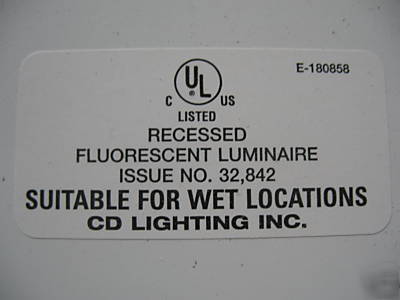 E-180858
UL
®
C US
LISTED
RECESSED
FLUORESCENT LUMINAIRE
ISSUE NO. 32,842
SUITABLE FOR WET LOCATIONS
CD LIGHTING INC.